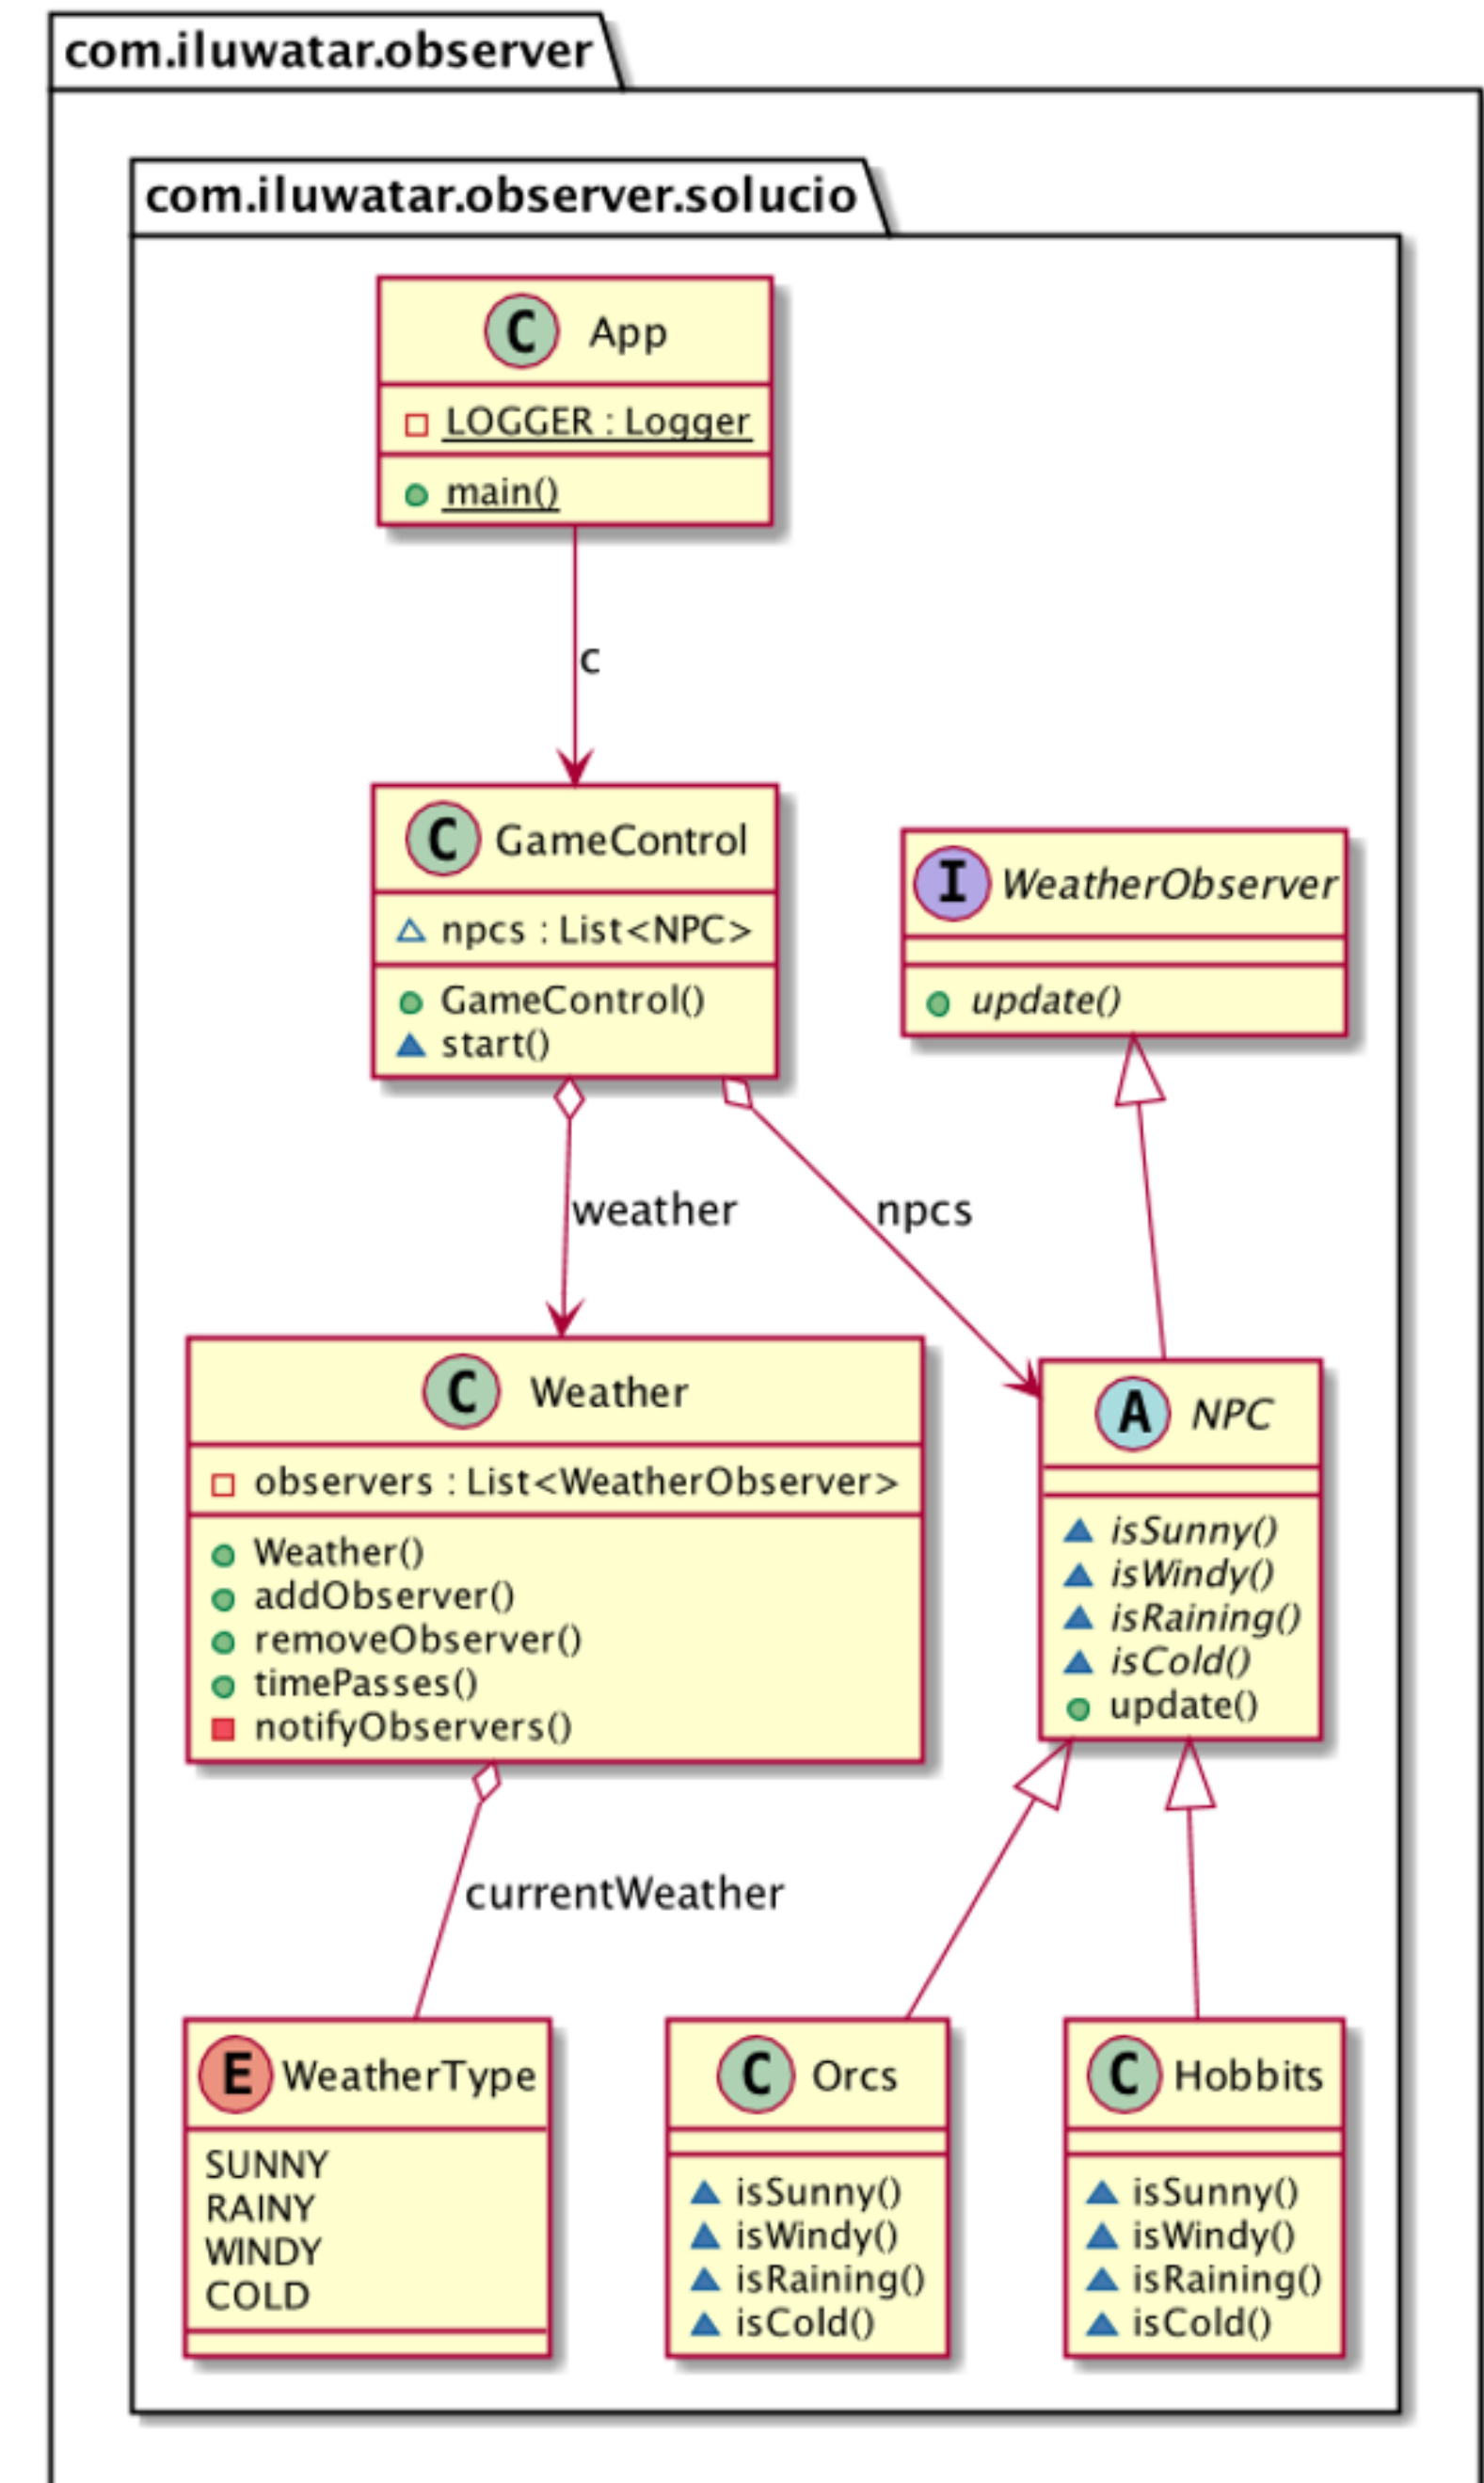 com.iluwatar.observer
com.iluwatar.observer.solucio
C App
LOGGER : Logger
main()
c
C GameControl
npcs : List<NPC>
GameControl()
start()
I WeatherObserver
update()
weather
npcs
C Weather
observers : List<WeatherObserver>
Weather()
addObserver()
removeObserver()
timePasses()
notifyObservers()
A NPC
isSunny()
isWindy()
isRaining()
isCold()
update()
currentWeather
E WeatherType
SUNNY
RAINY
WINDY
COLD
C Orcs
isSunny()
isWindy()
isRaining()
isCold()
C Hobbits
isSunny()
isWindy()
isRaining()
isCold()